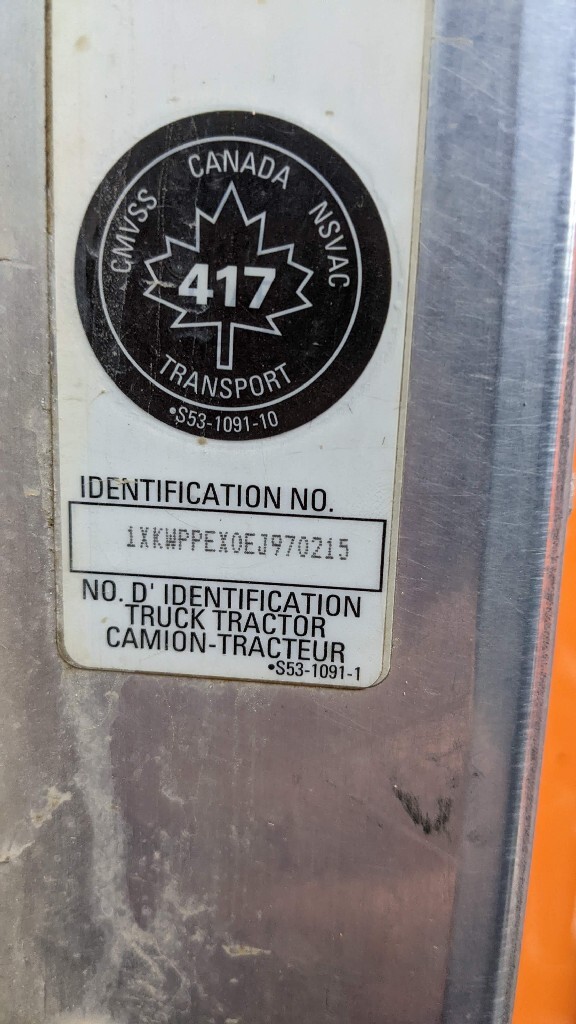 CANADA
CMVSS
NSVAC
417
TRANSPORT
•S53-1091-10
IDENTIFICATION NO.
1XKWPPEX0EJ970215
NO. D' IDENTIFICATION
TRUCK TRACTOR
CAMION-TRACTEUR
•S53-1091-1